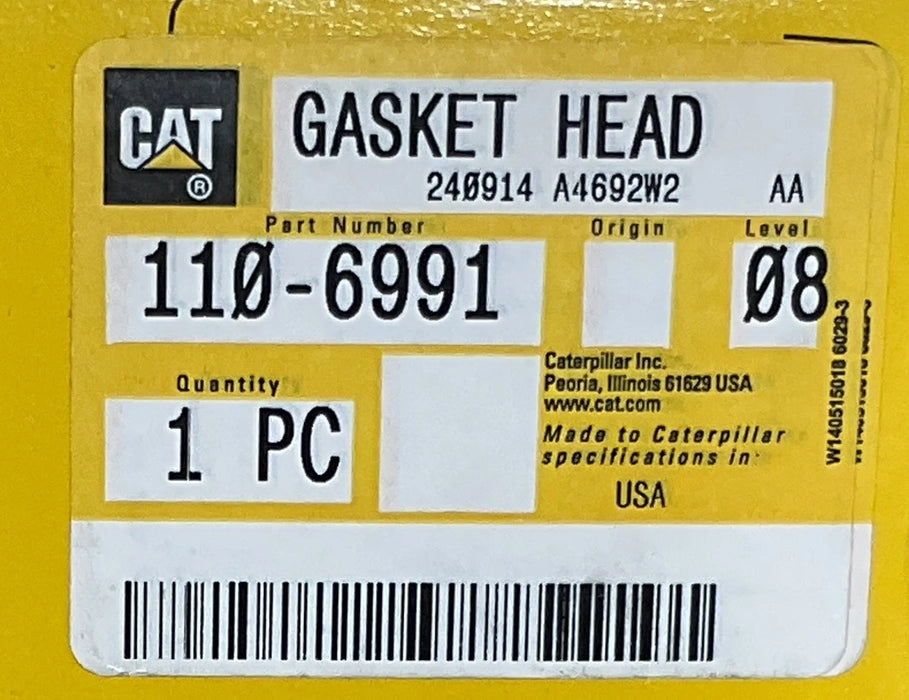 CAT
®
GASKET HEAD
240914 A4692W2 AA
Part Number Origin Level
110-6991 08
Quantity
1 PC
Caterpillar Inc.
Peoria, Illinois 61629 USA
www.cat.com
Made to Caterpillar
specifications in:
USA
W140515018 6029-3